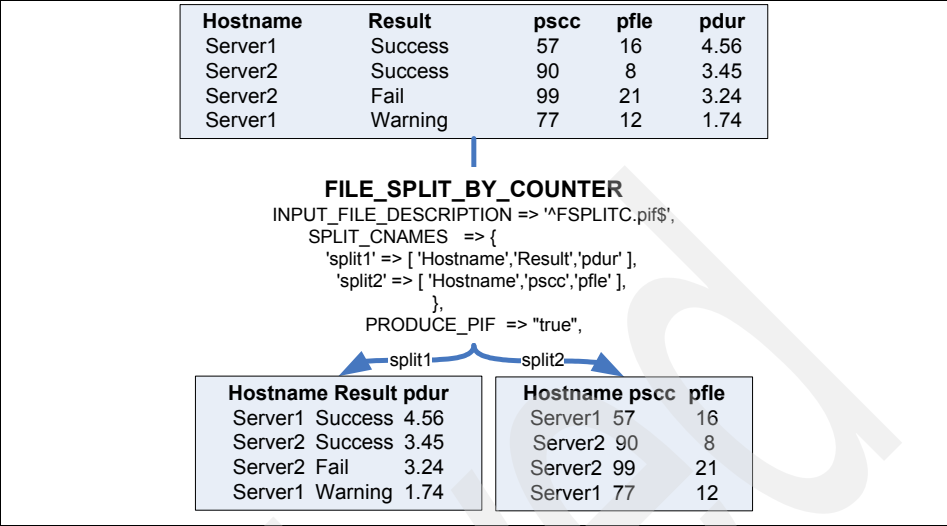 Hostname Result pscc pfle pdur
Server1 Success 57 16 4.56
Server2 Success 90 8 3.45
Server2 Fail 99 21 3.24
Server1 Warning 77 12 1.74
FILE_SPLIT_BY_COUNTER
INPUT_FILE_DESCRIPTION => '^FSPLITC.pif$',
SPLIT_CNAMES => {
'split1' => [ 'Hostname','Result','pdur' ],
'split2' => [ 'Hostname','pscc','pfle' ],
},
PRODUCE_PIF => "true",
split1 split2
Hostname Result pdur
Server1 Success 4.56
Server2 Success 3.45
Server2 Fail 3.24
Server1 Warning 1.74
Hostname pscc pfle
Server1 57 16
Server2 90 8
Server2 99 21
Server1 77 12